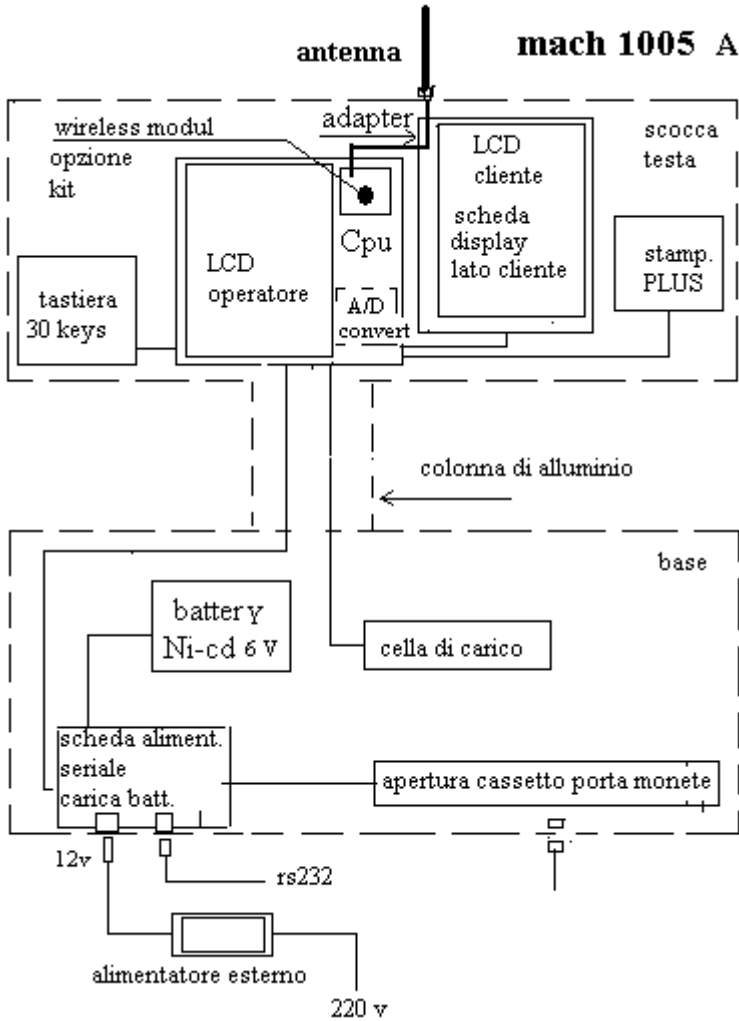 mach 1005 A
antenna
wireless modul
opzione
kit
adapter
scocca
testa
LCD
cliente
scheda
display
lato cliente
Cpu
LCD
operatore
A/D
convert
stamp.
PLUS
tastiera
30 keys
colonna di alluminio
base
battery
Ni-cd 6 V
cella di carico
scheda aliment.
seriale
carica batt.
apertura cassetto porta monete
12v
rs232
alimentatore esterno
220 v